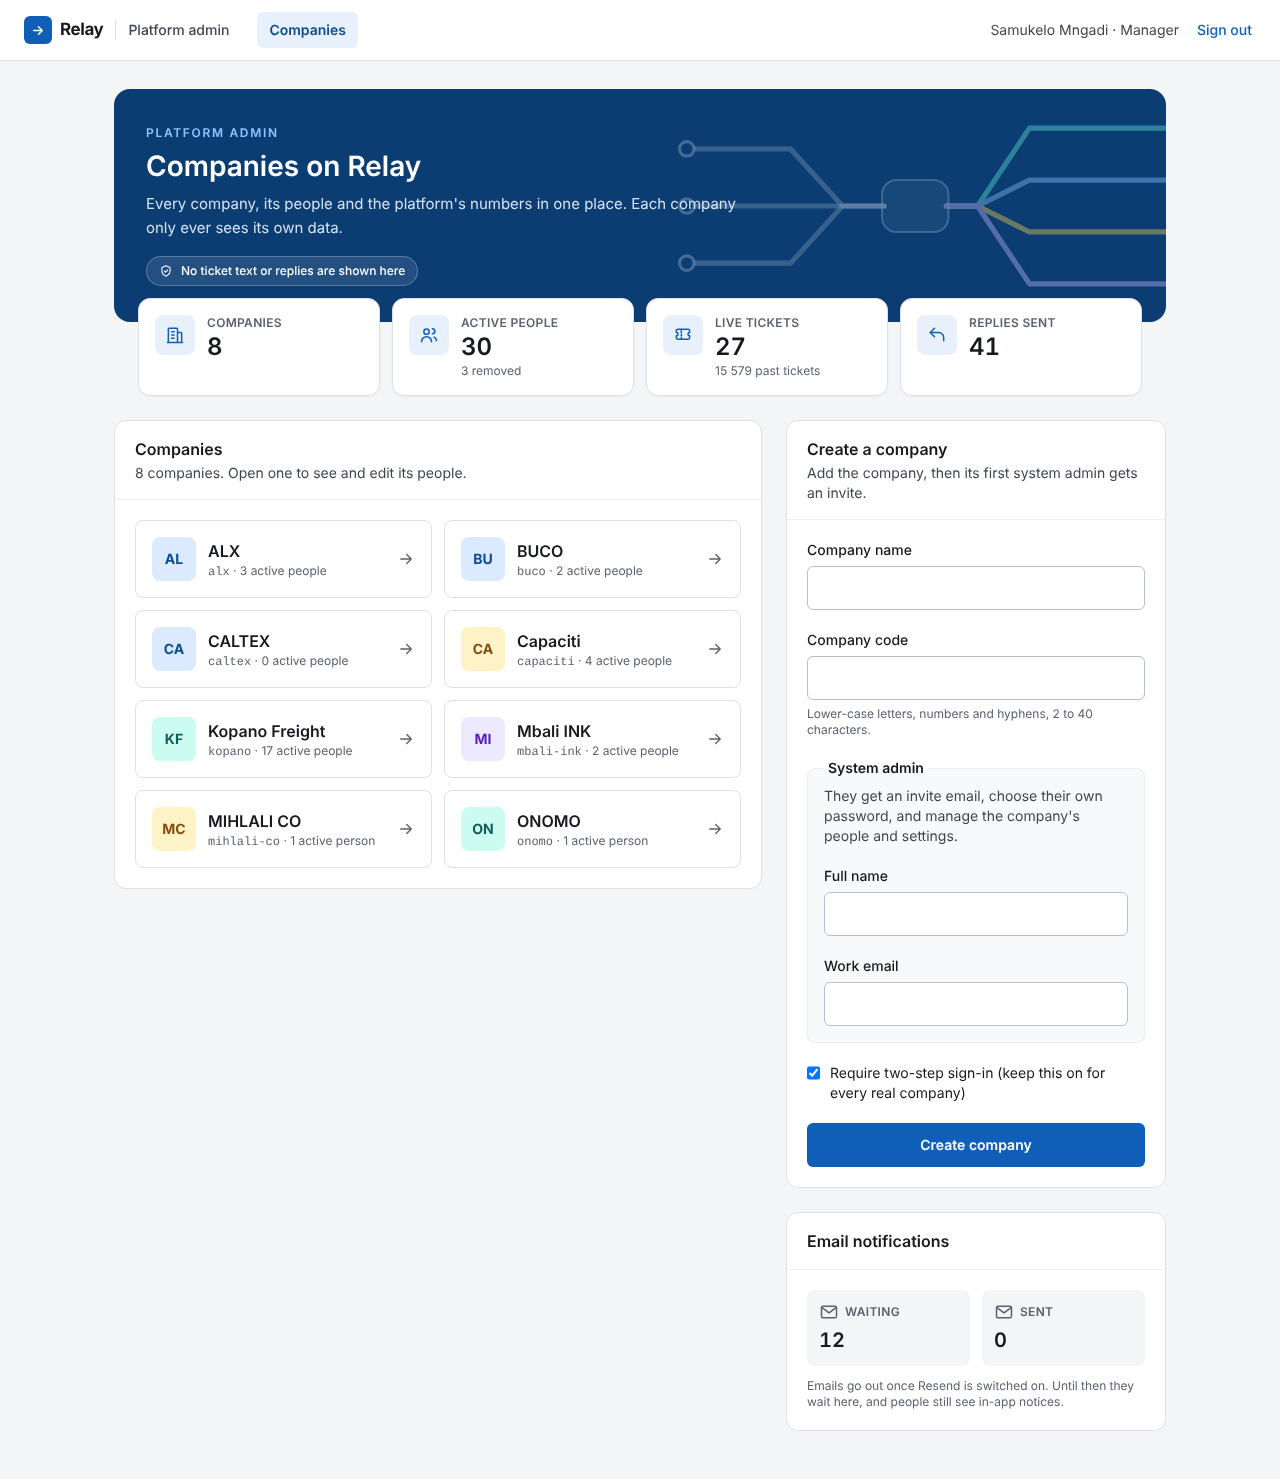 Relay
Platform admin
Companies
Samukelo Mngadi · Manager
Sign out
PLATFORM ADMIN
Companies on Relay
Every company, its people and the platform's numbers in one place. Each company
only ever sees its own data.
No ticket text or replies are shown here
COMPANIES
8
ACTIVE PEOPLE
30
3 removed
LIVE TICKETS
27
15 579 past tickets
REPLIES SENT
41
Companies
8 companies. Open one to see and edit its people.
AL
ALX
alx · 3 active people
BU
BUCO
buco · 2 active people
CA
CALTEX
caltex · 0 active people
CA
Capaciti
capaciti · 4 active people
KF
Kopano Freight
kopano · 17 active people
MI
Mbali INK
mbali-ink · 2 active people
MC
MIHLALI CO
mihlali-co · 1 active person
ON
ONOMO
onomo · 1 active person
Create a company
Add the company, then its first system admin gets
an invite.
Company name
Company code
Lower-case letters, numbers and hyphens, 2 to 40
characters.
System admin
They get an invite email, choose their own
password, and manage the company's
people and settings.
Full name
Work email
Require two-step sign-in (keep this on for
every real company)
Create company
Email notifications
WAITING
12
SENT
0
Emails go out once Resend is switched on. Until then they
wait here, and people still see in-app notices.